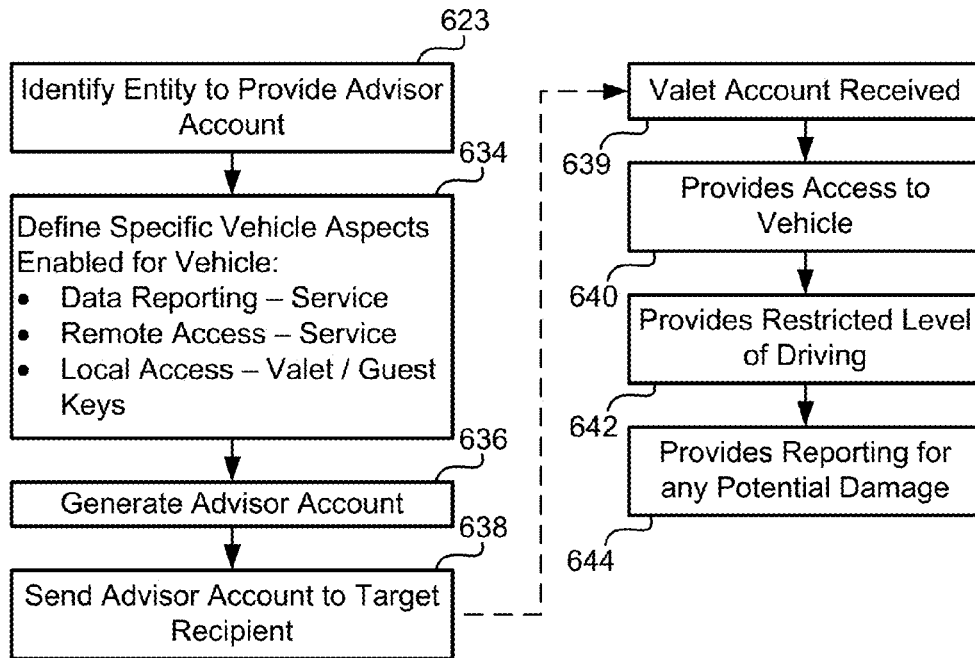 623
Identify Entity to Provide Advisor
Account
634
Define Specific Vehicle Aspects
Enabled for Vehicle:
• Data Reporting – Service
• Remote Access – Service
• Local Access – Valet / Guest
Keys
636
Generate Advisor Account
638
Send Advisor Account to Target
Recipient
Valet Account Received
639
Provides Access to
Vehicle
640
Provides Restricted Level
of Driving
642
Provides Reporting for
any Potential Damage
644